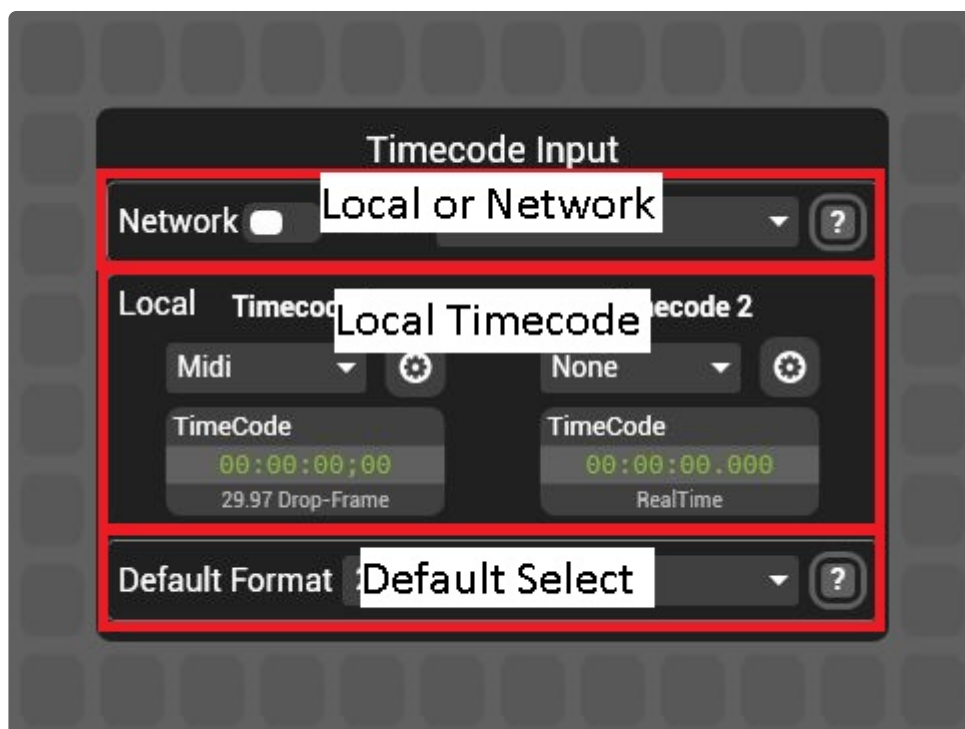 Timecode Input
Network Local or Network ?
Local Local Timecode 2
Midi None
TimeCode TimeCode
00:00:00;00 00:00:00.000
29.97 Drop-Frame RealTime
Default Format Default Select ?